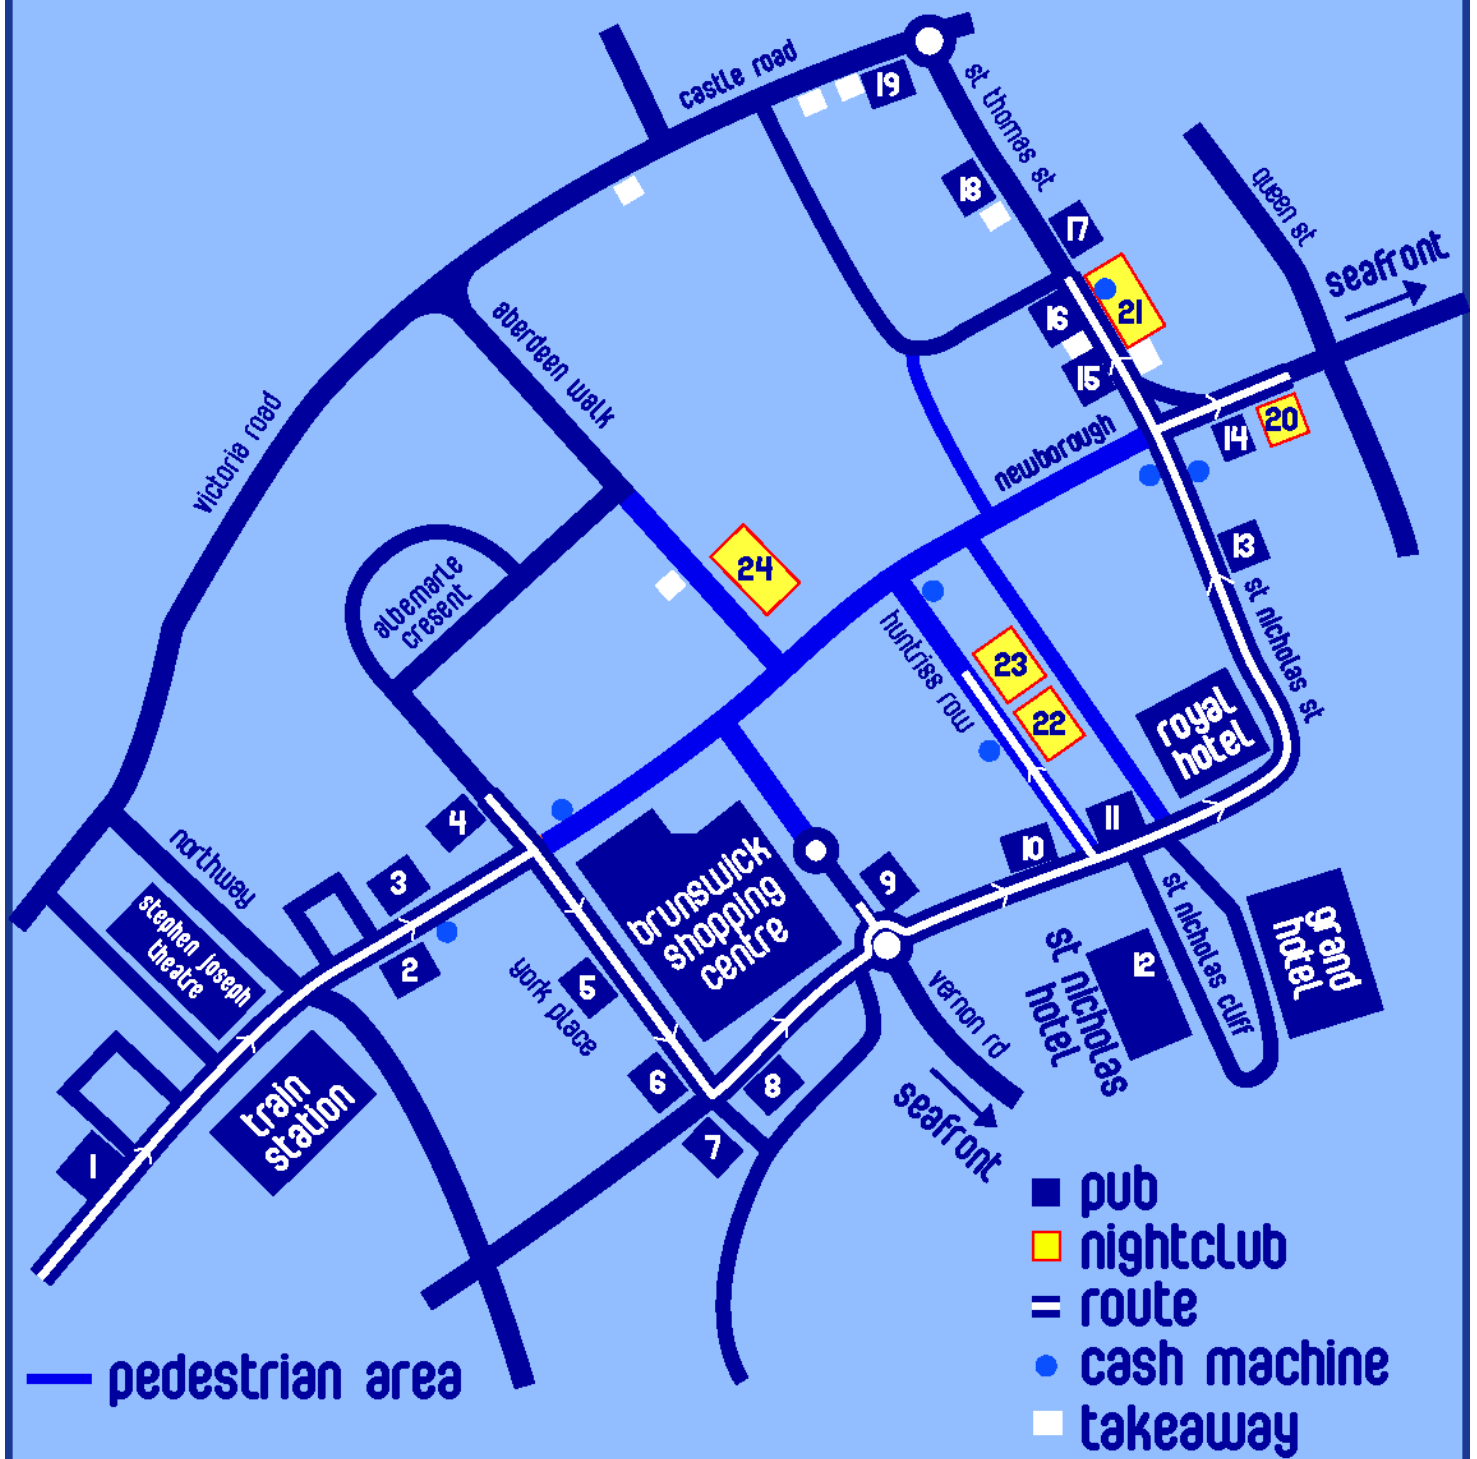 castle road
19
st thomas st
18
17
queen st
seafront
21
16
15
aberdeen walk
victoria road
newborough
14
20
13
24
albemarle
cresent
huntriss row
23
22
st nicholas st
royal
hotel
4
3
northway
stephen joseph
theatre
2
brunswick
shopping
centre
9
10
11
5
york place
12
st nicholas
hotel
st nicholas cliff
grand
hotel
vernon rd
seafront
train
station
6
8
7
1
pub
nightclub
route
cash machine
takeaway
pedestrian area